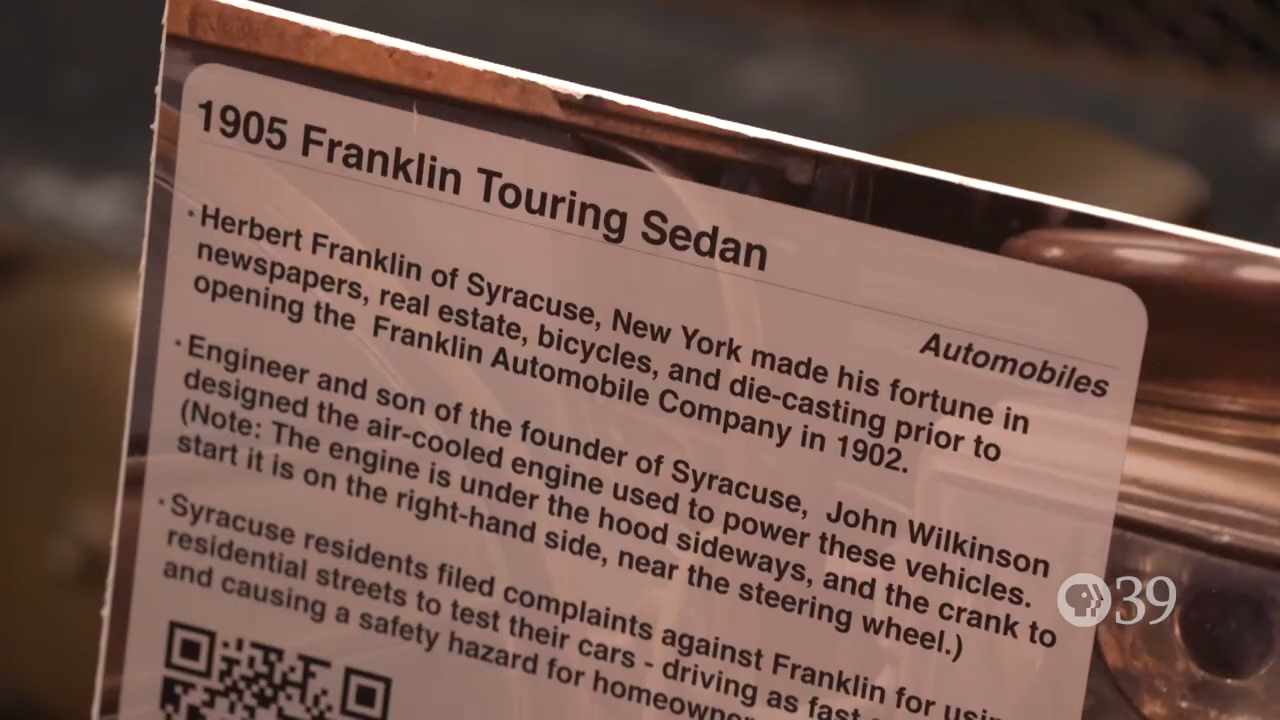 1905 Franklin Touring Sedan
Automobiles
· Herbert Franklin of Syracuse, New York made his fortune in
newspapers, real estate, bicycles, and die-casting prior to
opening the Franklin Automobile Company in 1902.
· Engineer and son of the founder of Syracuse, John Wilkinson
designed the air-cooled engine used to power these vehicles.
(Note: The engine is under the hood sideways, and the crank to
start it is on the right-hand side, near the steering wheel.)
· Syracuse residents filed complaints against Franklin for
residential streets to test their cars - driving as fast
and causing a safety hazard for
39